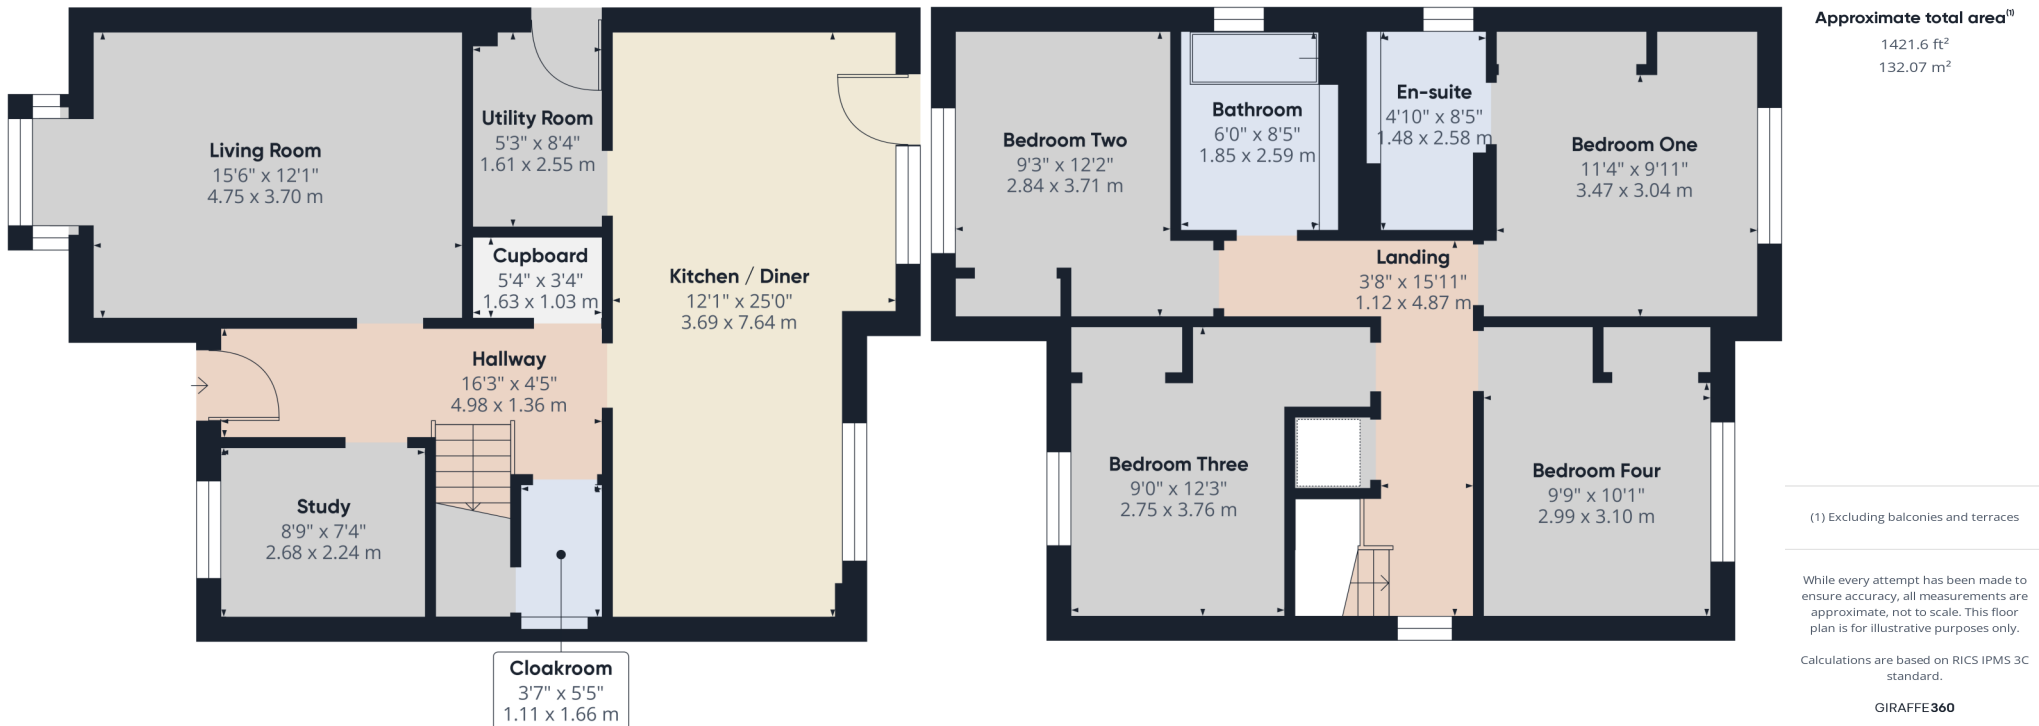 Living Room
15'6" x 12'1"
4.75 x 3.70 m
Utility Room
5'3" x 8'4"
1.61 x 2.55 m
Cupboard
5'4" x 3'4"
1.63 x 1.03 m
Kitchen / Diner
12'1" x 25'0"
3.69 x 7.64 m
Hallway
16'3" x 4'5"
4.98 x 1.36 m
Study
8'9" x 7'4"
2.68 x 2.24 m
Cloakroom
3'7" x 5'5"
1.11 x 1.66 m
Bedroom Two
9'3" x 12'2"
2.84 x 3.71 m
Bathroom
6'0" x 8'5"
1.85 x 2.59 m
En-suite
4'10" x 8'5"
1.48 x 2.58 m
Bedroom One
11'4" x 9'11"
3.47 x 3.04 m
Landing
3'8" x 15'11"
1.12 x 4.87 m
Bedroom Three
9'0" x 12'3"
2.75 x 3.76 m
Bedroom Four
9'9" x 10'1"
2.99 x 3.10 m
Approximate total area⁽¹⁾
1421.6 ft²
132.07 m²
(1) Excluding balconies and terraces
While every attempt has been made to
ensure accuracy, all measurements are
approximate, not to scale. This floor
plan is for illustrative purposes only.
Calculations are based on RICS IPMS 3C
standard.
GIRAFFE360